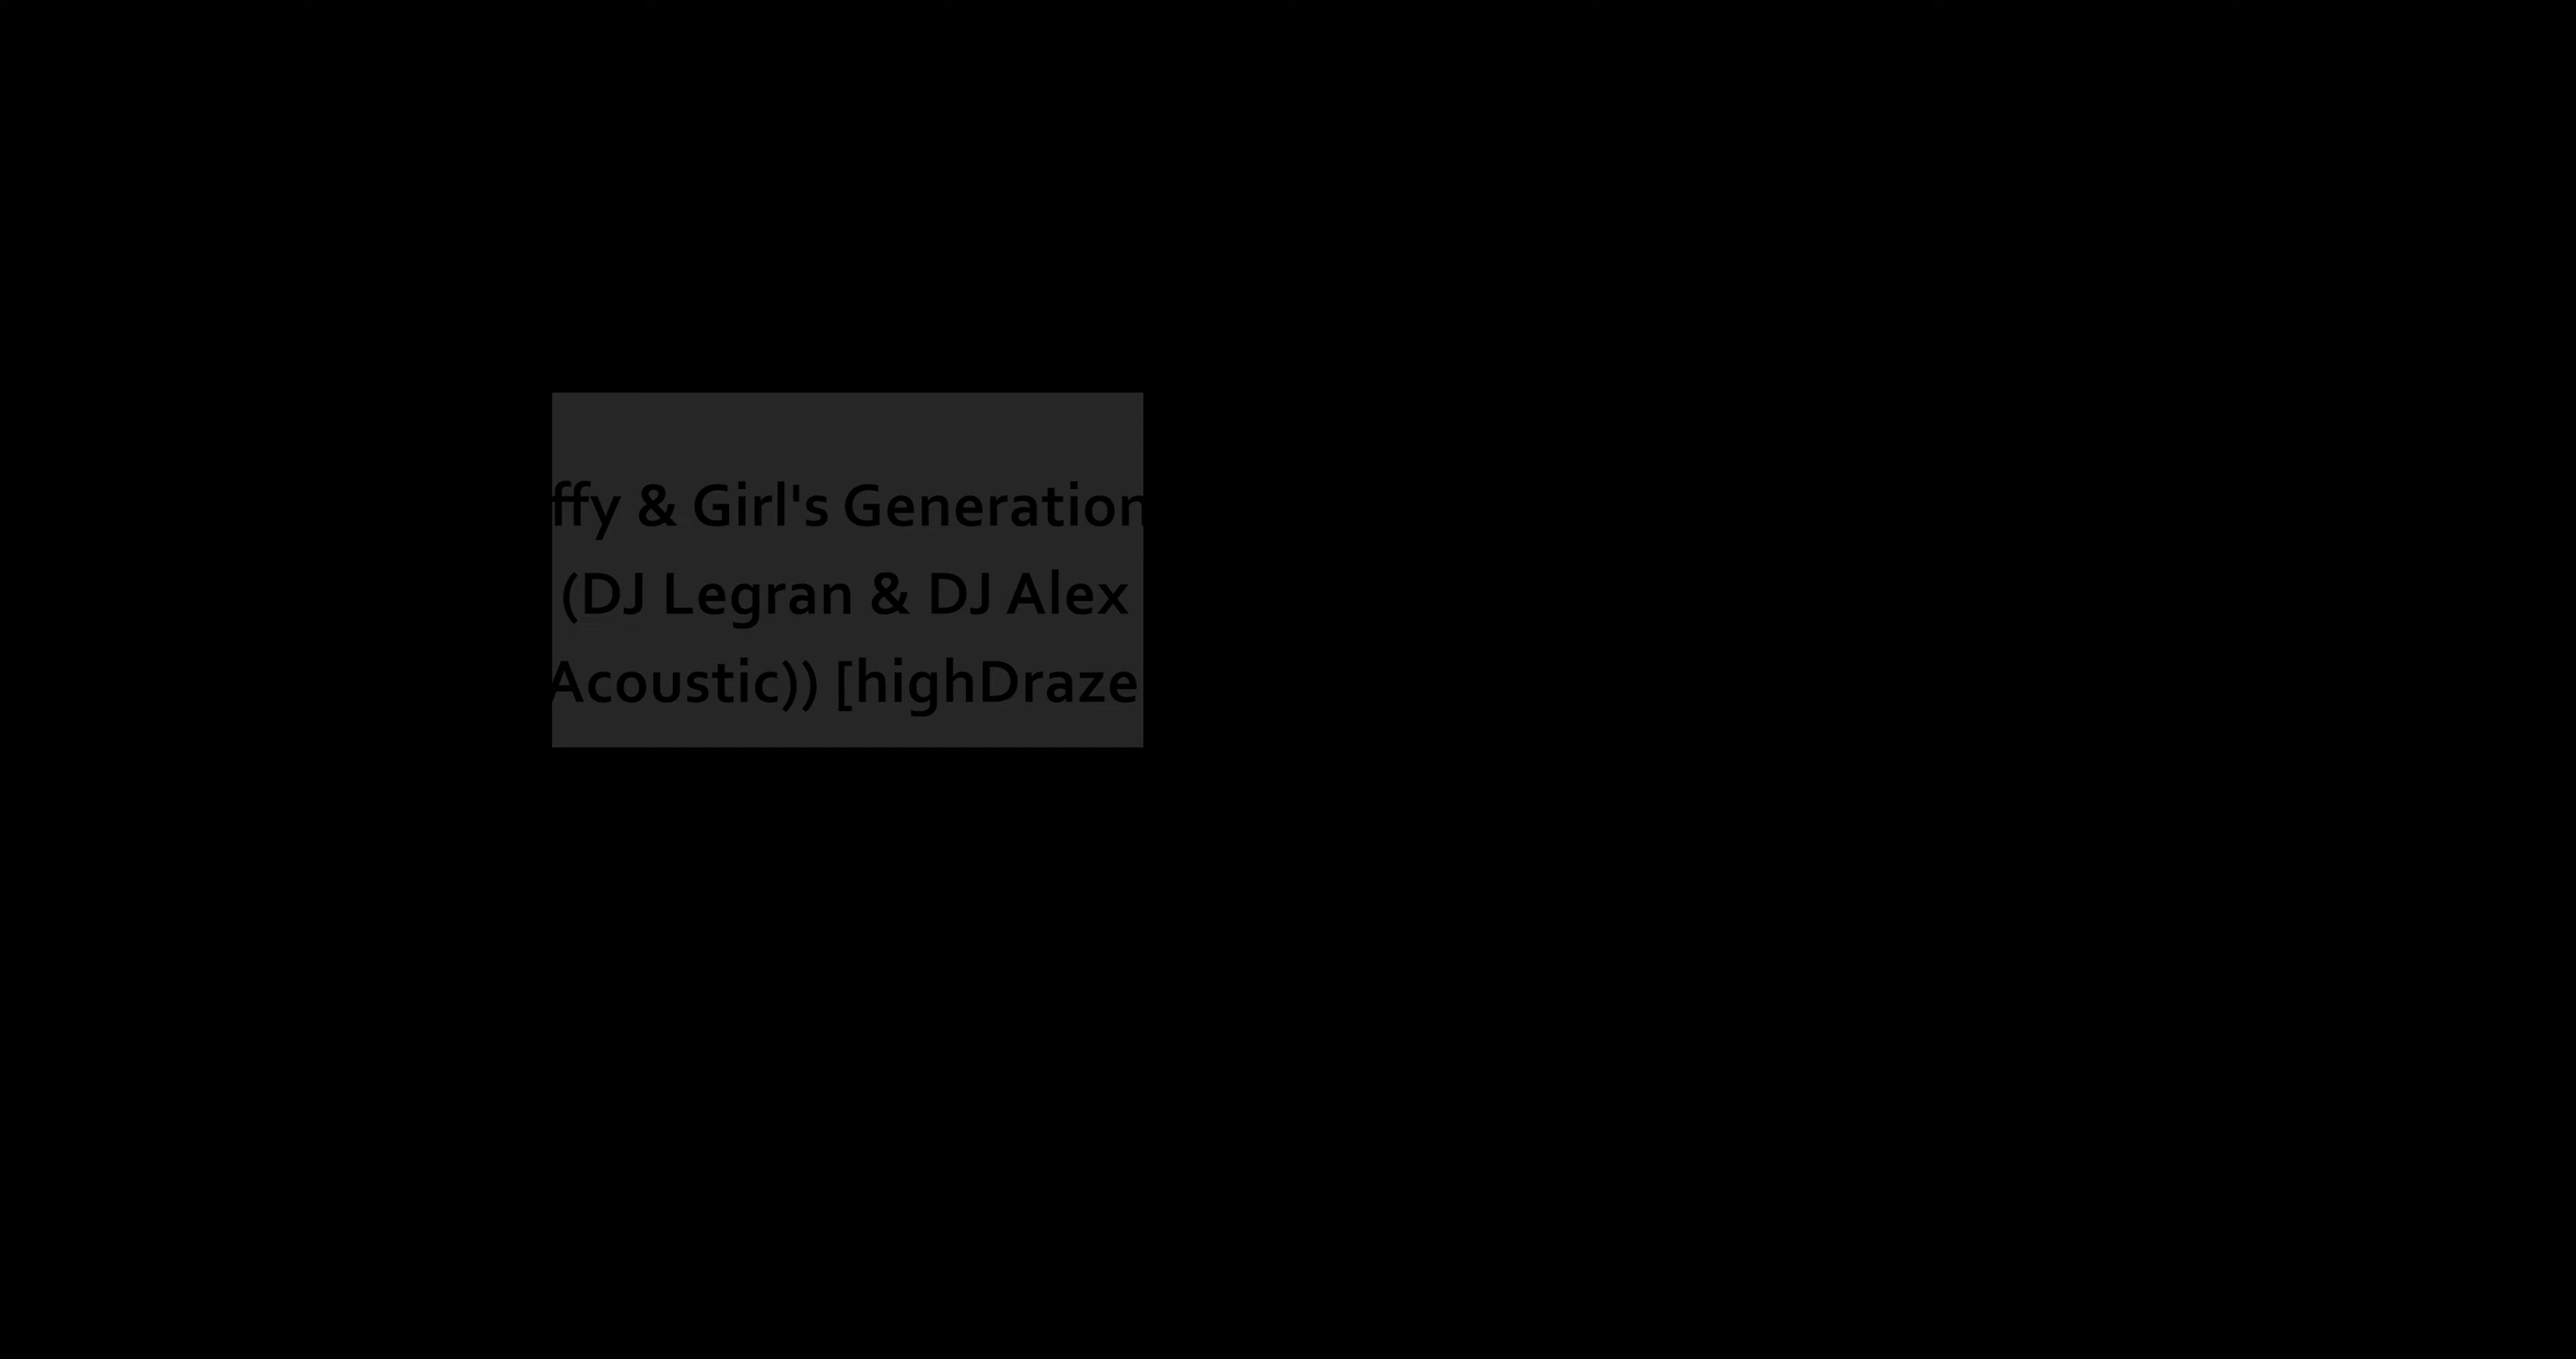 ffy & Girl's Generation
(DJ Legran & DJ Alex
Acoustic)) [highDraze